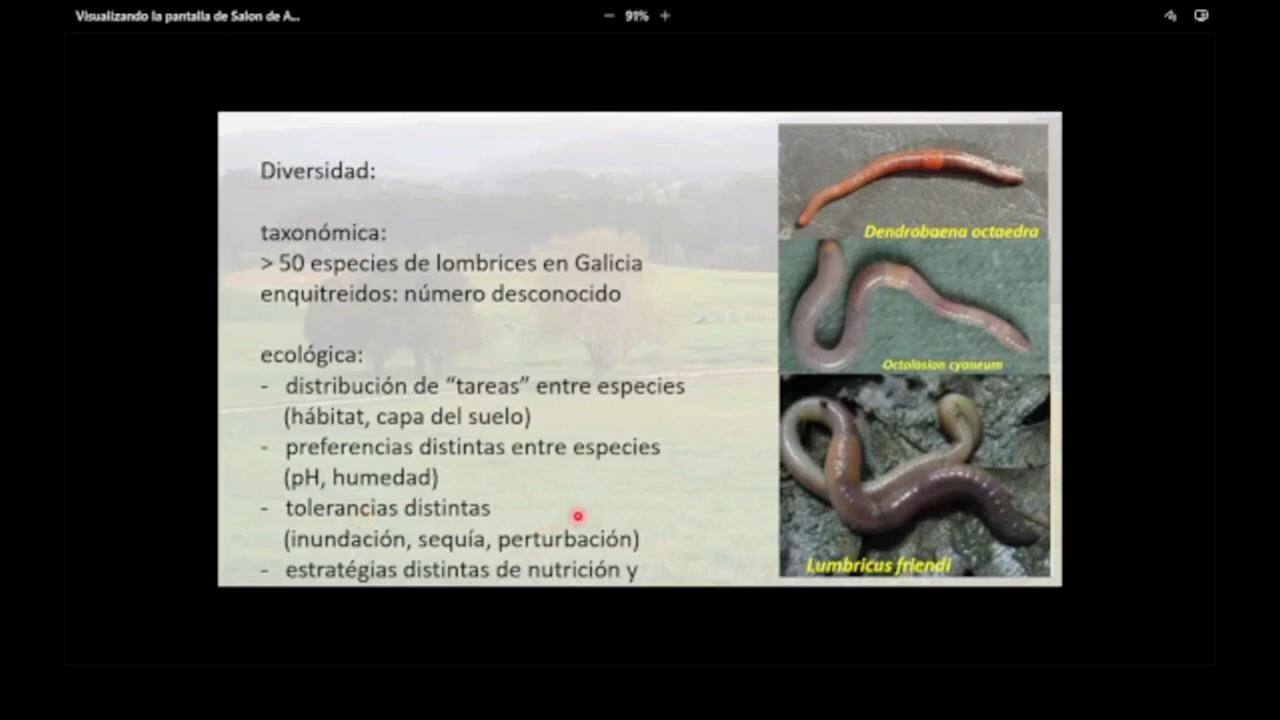 Visualizando la pantalla de Salon de A...
91%
Diversidad:
taxonómica:
> 50 especies de lombrices en Galicia
enquitreidos: número desconocido
ecológica:
- distribución de “tareas” entre especies
(hábitat, capa del suelo)
- preferencias distintas entre especies
(pH, humedad)
- tolerancias distintas
(inundación, sequía, perturbación)
- estratégias distintas de nutrición y
Dendrobaena octaedra
Octolasion cyaneum
Lumbricus friendi